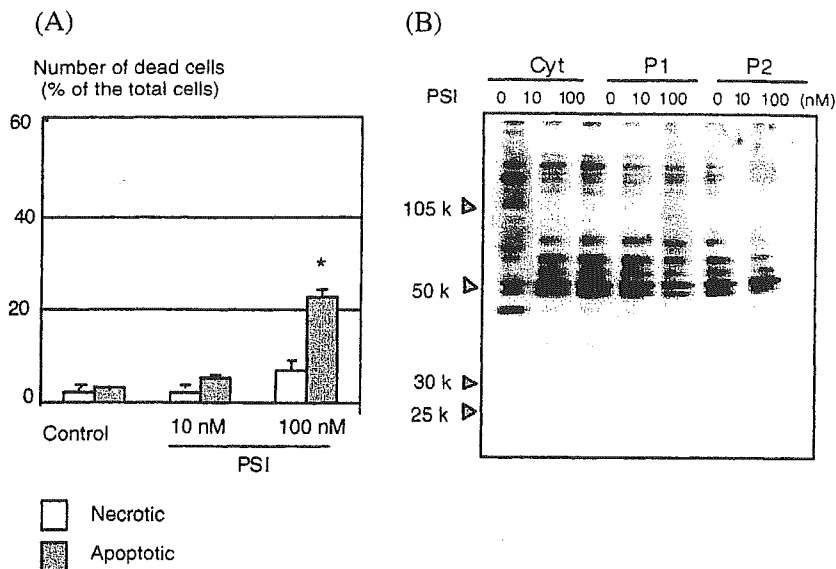 (A)
Number of dead cells
(% of the total cells)
60
40
20
0
*
Control
10 nM
100 nM
PSI
Necrotic
Apoptotic
(B)
Cyt P1 P2
PSI 0 10 100 0 10 100 0 10 100 (nM)
105 k
50 k
30 k
25 k